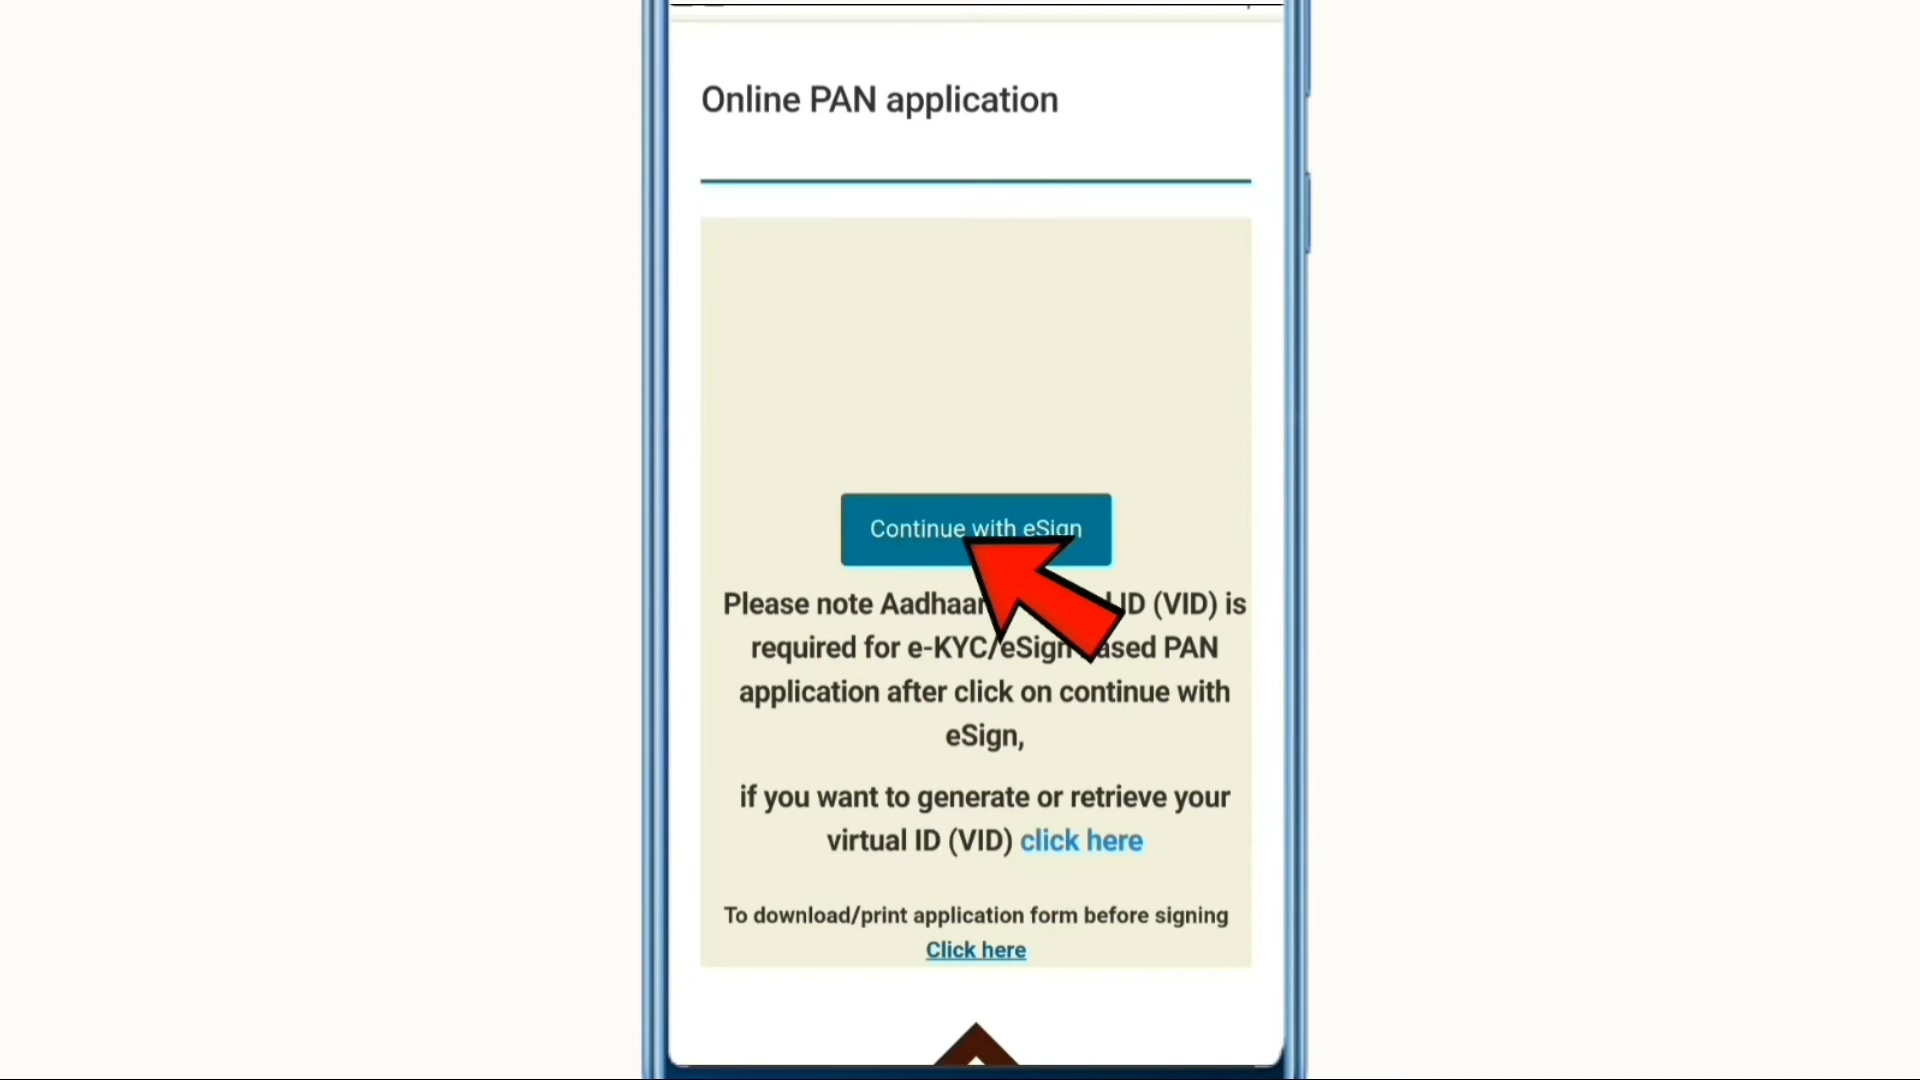 Online PAN application
Continue with eSign
Please note Aadhaar ID (VID) is
required for e-KYC/eSign based PAN
application after click on continue with
eSign,
if you want to generate or retrieve your
virtual ID (VID) click here
To download/print application form before signing
Click here